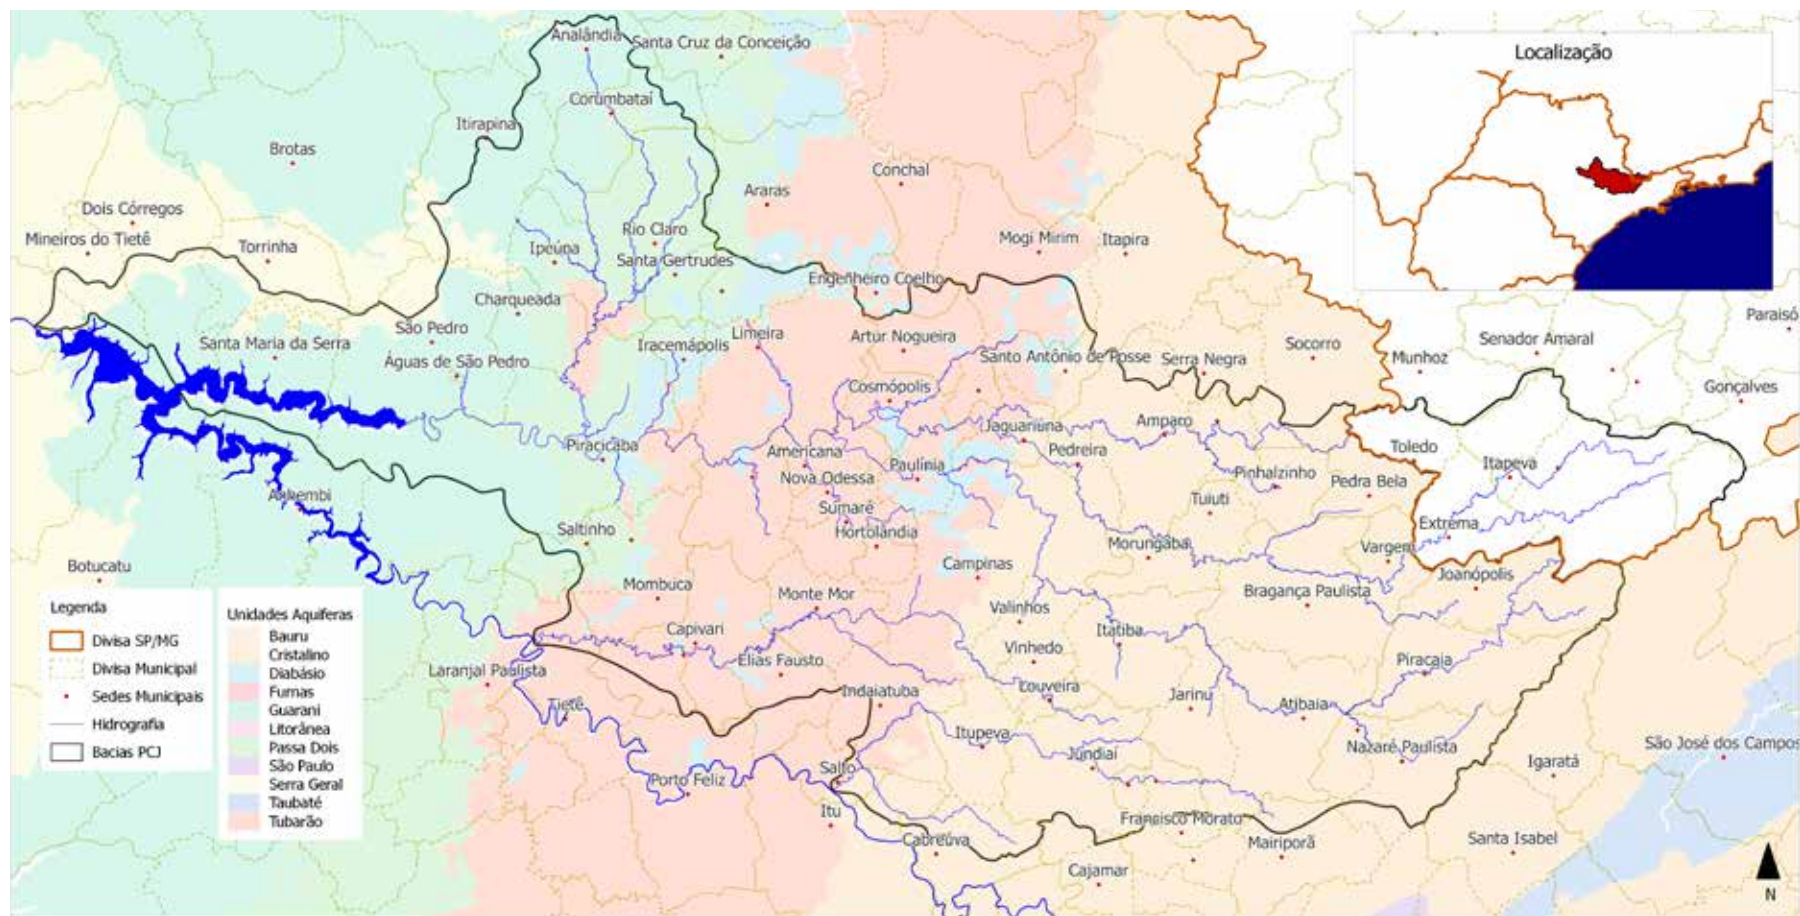 Analândia
Santa Cruz da Conceição
Localização
Corumbataí
Itirapina
Brotas
Conchal
Araras
Dois Córregos
Mineiros do Tietê
Torrinha
Ipeúna
Rio Claro
Santa Gertrudes
Mogi Mirim
Itapira
Engenheiro Coelho
Charqueada
Paraisó
São Pedro
Santa Maria da Serra
Águas de São Pedro
Iracemápolis
Limeira
Artur Nogueira
Santo Antônio de Posse
Serra Negra
Socorro
Munhoz
Senador Amaral
Gonçalves
Cosmópolis
Jaguariúna
Amparo
Piracicaba
Americana
Nova Odessa
Paulínia
Pedreira
Pinhalzinho
Pedra Bela
Toledo
Itapeva
Anhembi
Sumaré
Hortolândia
Tuiuti
Extrema
Saltinho
Morungaba
Vargem
Botucatu
Mombuca
Campinas
Monte Mor
Valinhos
Bragança Paulista
Joanópolis
Capivari
Itatiba
Vinhedo
Elias Fausto
Piracaia
Laranjal Paulista
Tietê
Indaiatuba
Louveira
Jarinu
Atibaia
Itupeva
Jundiaí
Nazaré Paulista
São José dos Campos
Igaratá
Porto Feliz
Salto
Itu
Cabreúva
Francisco Morato
Mairiporã
Santa Isabel
Cajamar
Legenda
Divisa SP/MG
Divisa Municipal
Sedes Municipais
Hidrografia
Bacias PCJ
Unidades Aquiferas
Bauru
Cristalino
Diabásio
Furnas
Guarani
Litorânea
Passa Dois
São Paulo
Serra Geral
Taubaté
Tubarão
N